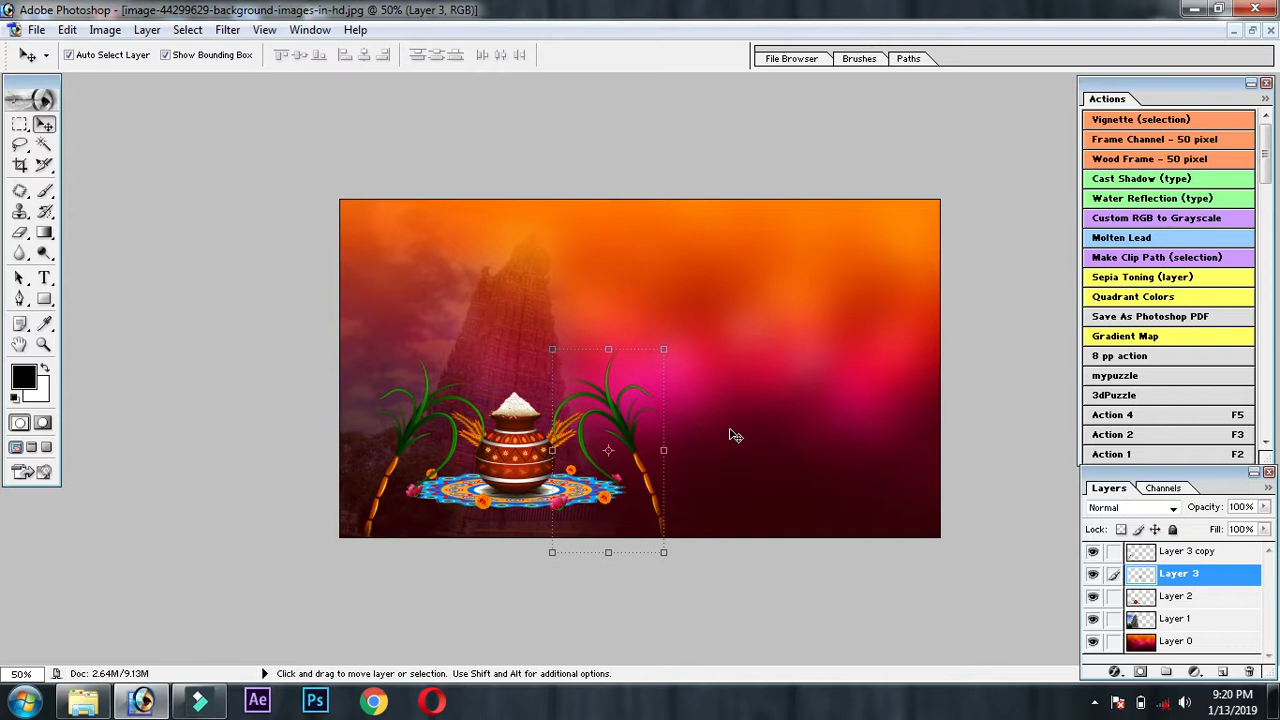 Adobe Photoshop - [image-44299629-background-images-in-hd.jpg @ 50% (Layer 3, RGB)]
File Edit Image Layer Select Filter View Window Help
Auto Select Layer Show Bounding Box
File Browser Brushes Paths
Actions
Vignette (selection)
Frame Channel - 50 pixel
Wood Frame - 50 pixel
Cast Shadow (type)
Water Reflection (type)
Custom RGB to Grayscale
Molten Lead
Make Clip Path (selection)
Sepia Toning (layer)
Quadrant Colors
Save As Photoshop PDF
Gradient Map
8 pp action
mypuzzle
3dPuzzle
Action 4 F5
Action 2 F3
Action 1 F2
Layers Channels
Normal Opacity: 100%
Lock: Fill: 100%
Layer 3 copy
Layer 3
Layer 2
Layer 1
Layer 0
50% Doc: 2.64M/9.13M Click and drag to move layer or selection. Use Shift and Alt for additional options.
Ae Ps
9:20 PM
1/13/2019